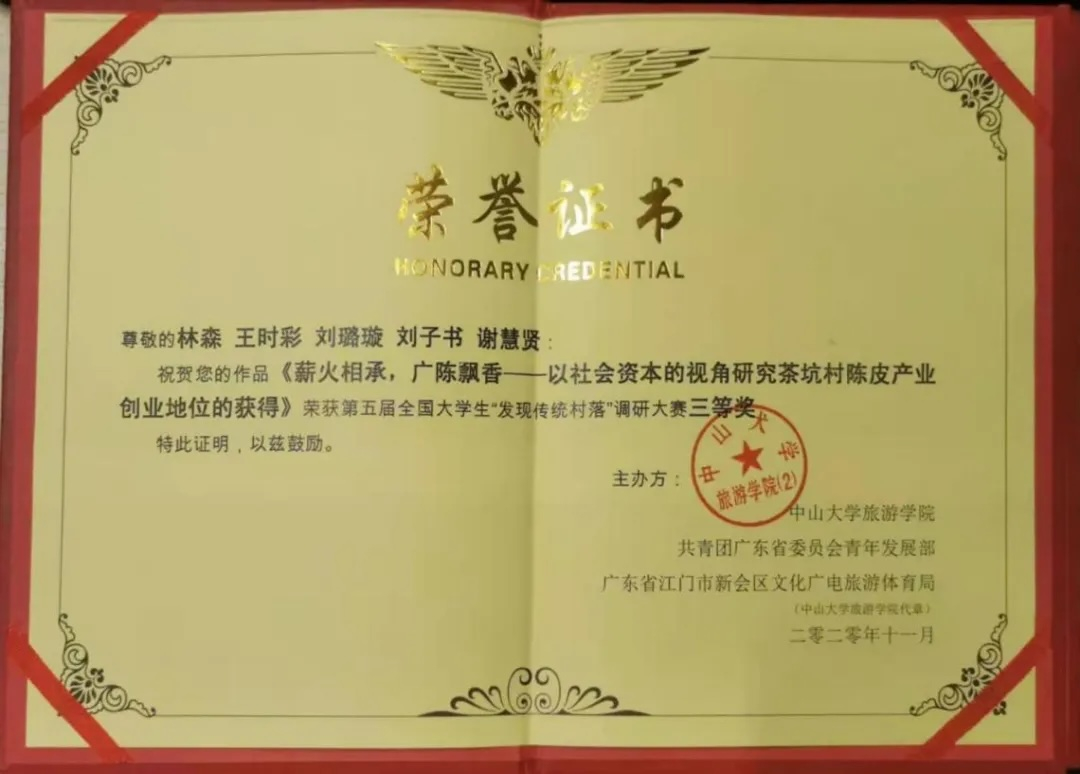 荣誉证书
HONORARY CREDENTIAL
尊敬的林森 王时彩 刘璐璇 刘子书 谢慧贤：
祝贺您的作品《薪火相承，广陈飘香——以社会资本的视角研究茶坑村陈皮产业
创业地位的获得》荣获第五届全国大学生“发现传统村落”调研大赛三等奖
特此证明，以兹鼓励。
主办方：
中山大学
旅游学院(2)
中山大学旅游学院
共青团广东省委员会青年发展部
广东省江门市新会区文化广电旅游体育局
（中山大学旅游学院代章）
二零二零年十一月